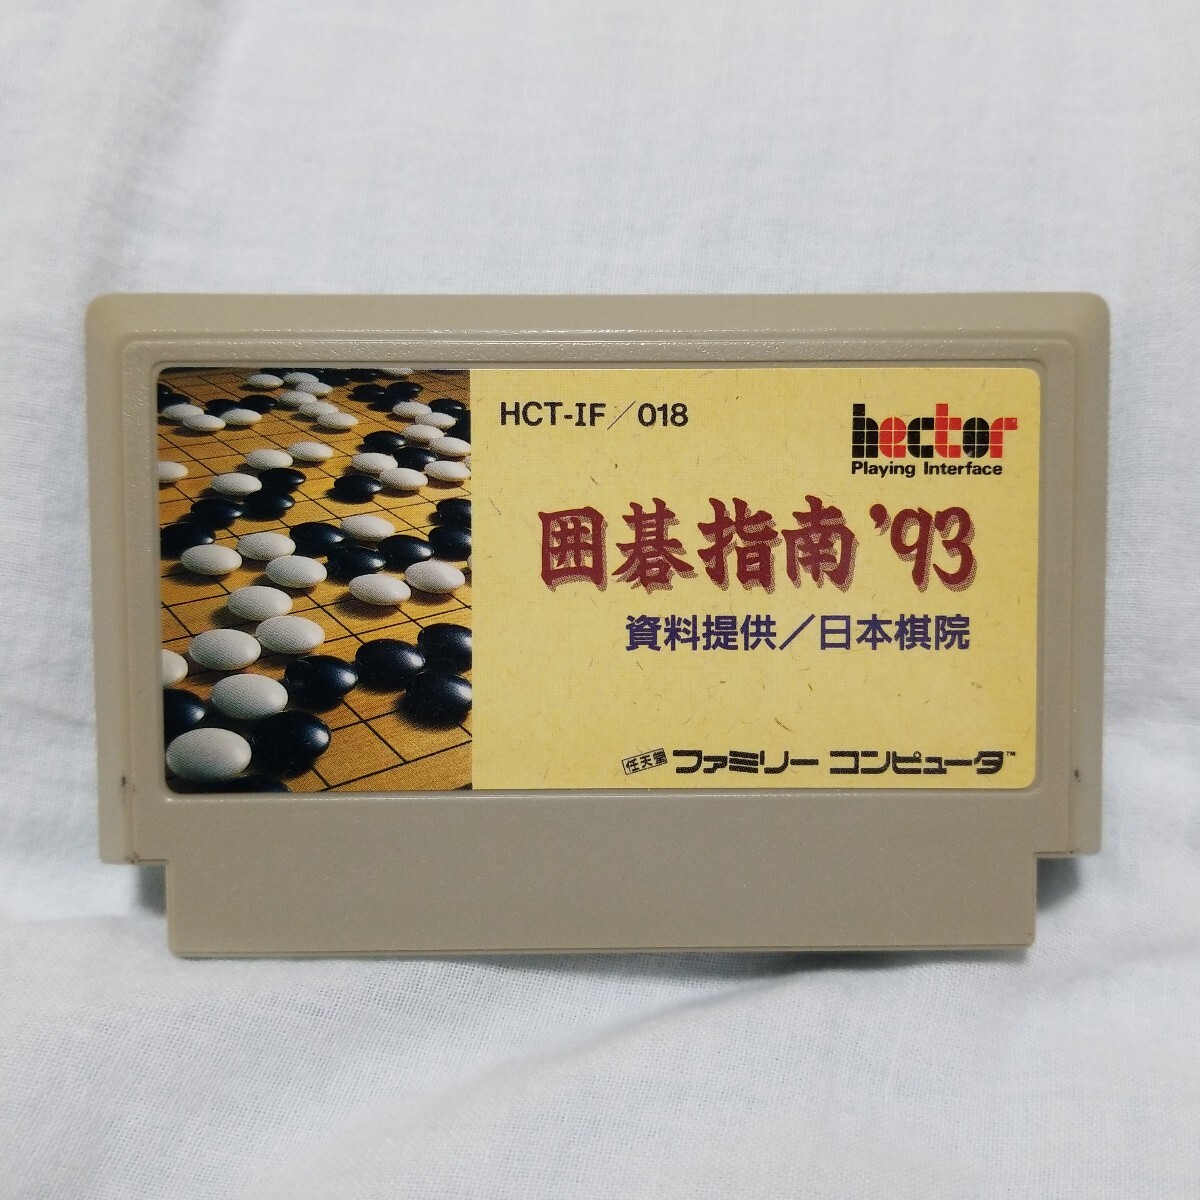 HCT-IF／018
hector
Playing Interface
囲碁指南'93
資料提供／日本棋院
任天堂 ファミリー コンピュータ™